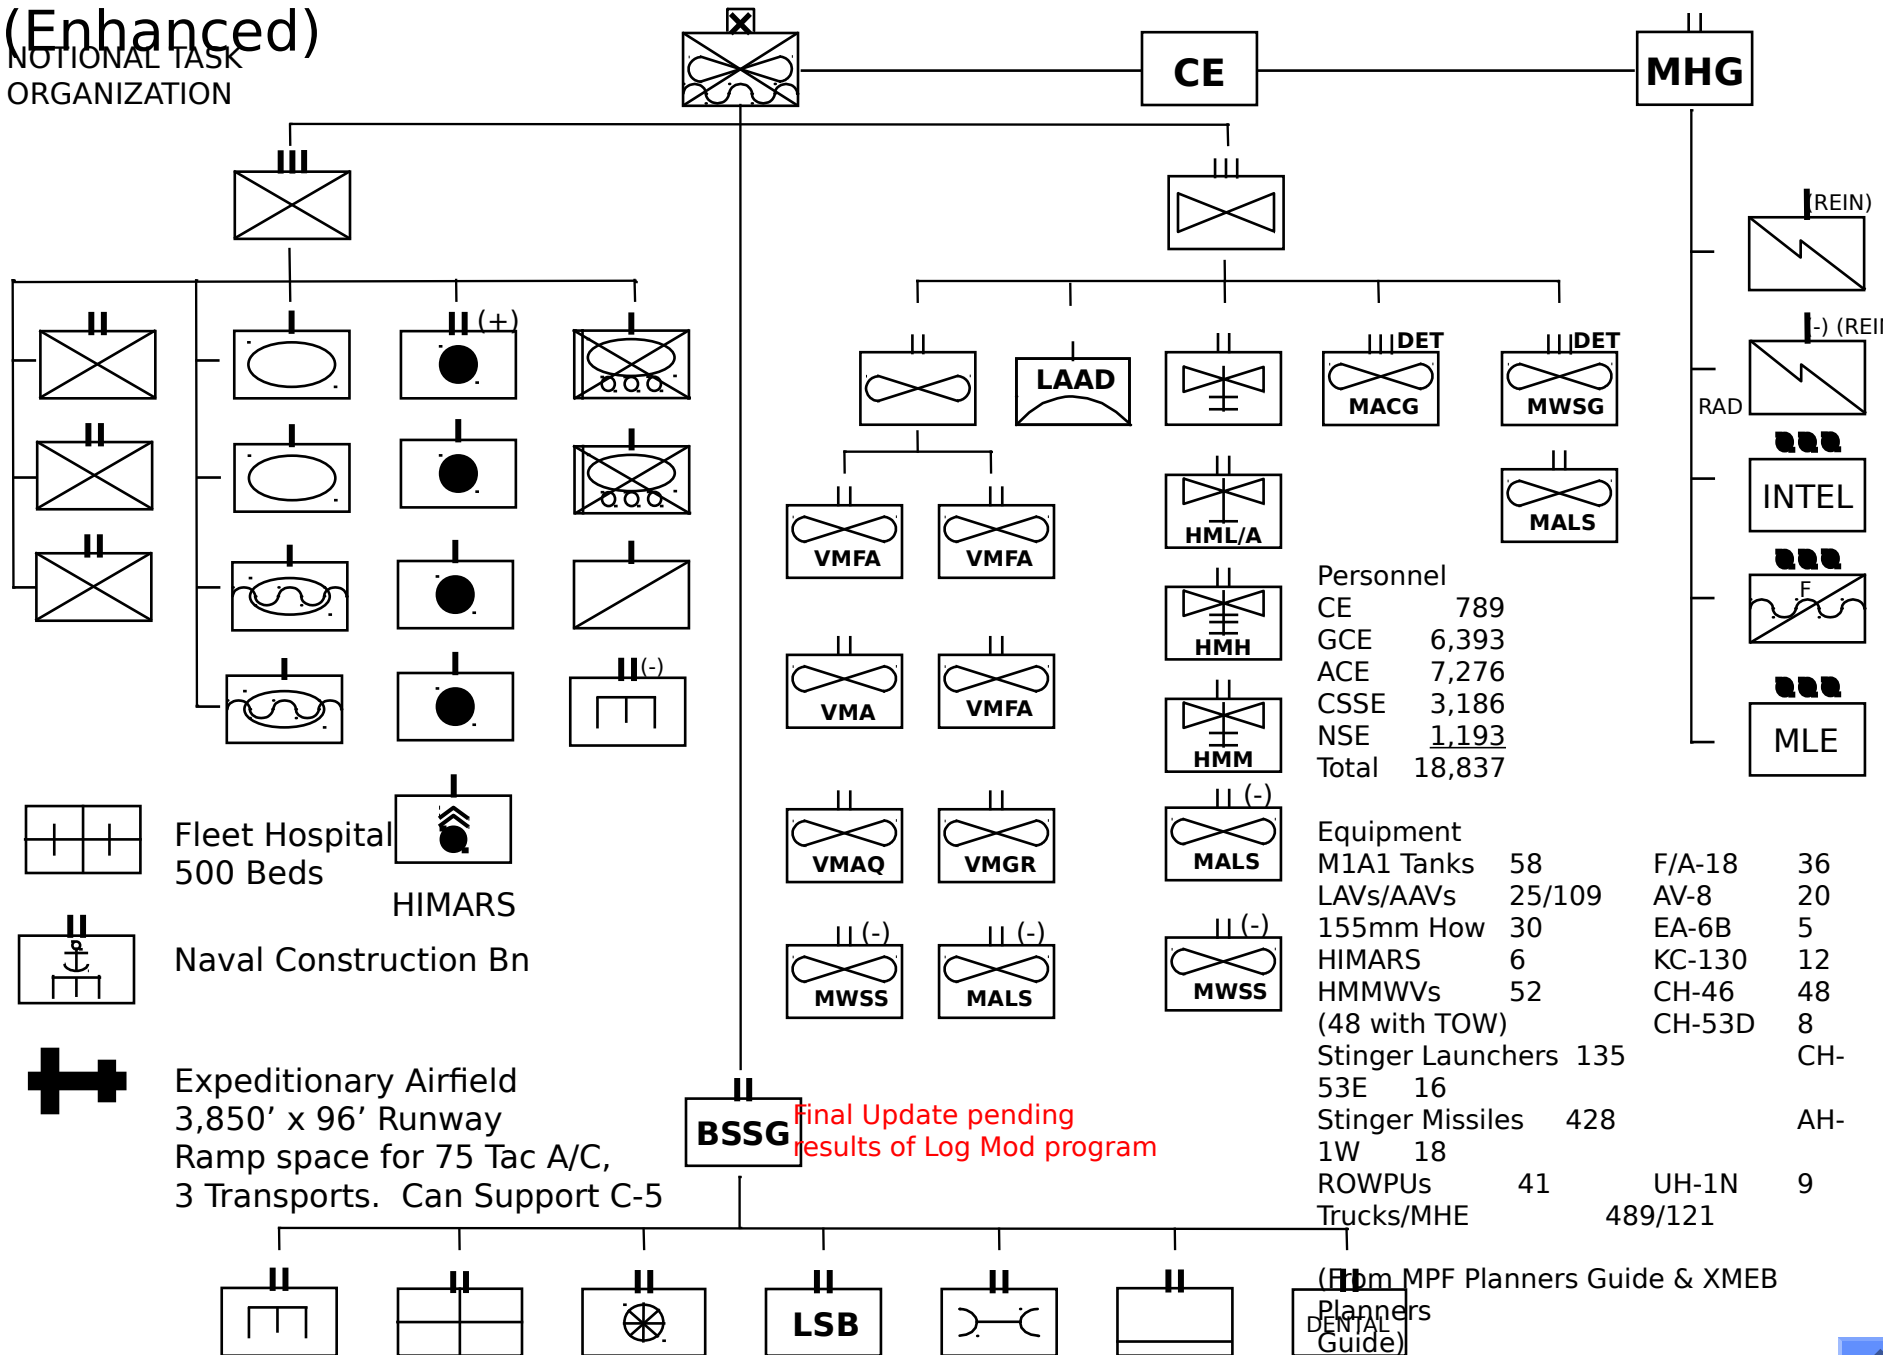 (Enhanced)
NOTIONAL TASK
ORGANIZATION
CE
MHG
(REIN)
(-) (REI
RAD
INTEL
F
MLE
(+)
(-)
LAAD
DET
MACG
DET
MWSG
MALS
VMFA
VMFA
VMA
VMFA
VMAQ
VMGR
(-)
MWSS
(-)
MALS
HML/A
HMH
HMM
(-)
MALS
(-)
MWSS
Personnel
CE 789
GCE 6,393
ACE 7,276
CSSE 3,186
NSE 1,193
Total 18,837
Equipment
M1A1 Tanks 58 F/A-18 36
LAVs/AAVs 25/109 AV-8 20
155mm How 30 EA-6B 5
HIMARS 6 KC-130 12
HMMWVs 52 CH-46 48
(48 with TOW) CH-53D 8
Stinger Launchers 135 CH-
53E 16
Stinger Missiles 428 AH-
1W 18
ROWPUs 41 UH-1N 9
Trucks/MHE 489/121
(From MPF Planners Guide & XMEB
Planners
Guide)
Fleet Hospital
500 Beds
HIMARS
Naval Construction Bn
Expeditionary Airfield
3,850’ x 96’ Runway
Ramp space for 75 Tac A/C,
3 Transports. Can Support C-5
BSSG
Final Update pending
results of Log Mod program
LSB
DENTAL